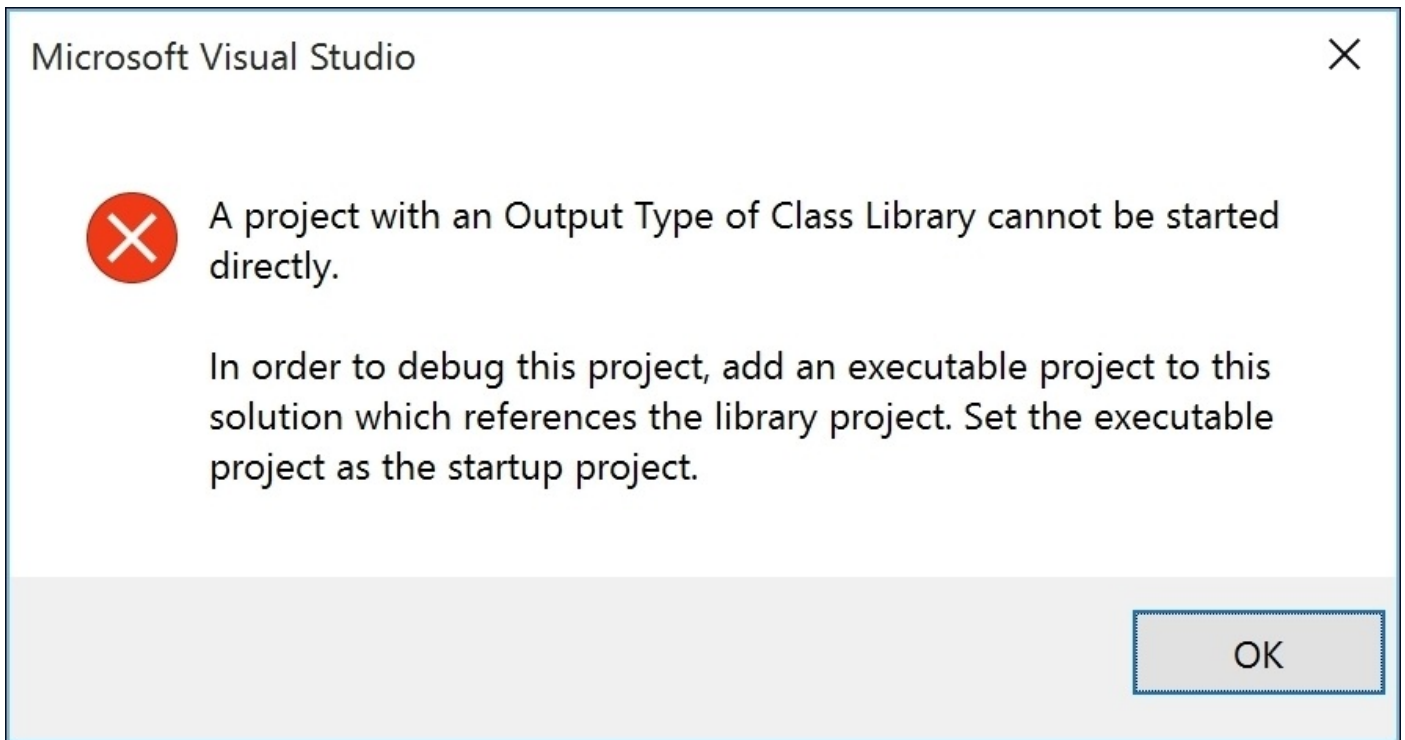 Microsoft Visual Studio
A project with an Output Type of Class Library cannot be started
directly.
In order to debug this project, add an executable project to this
solution which references the library project. Set the executable
project as the startup project.
OK